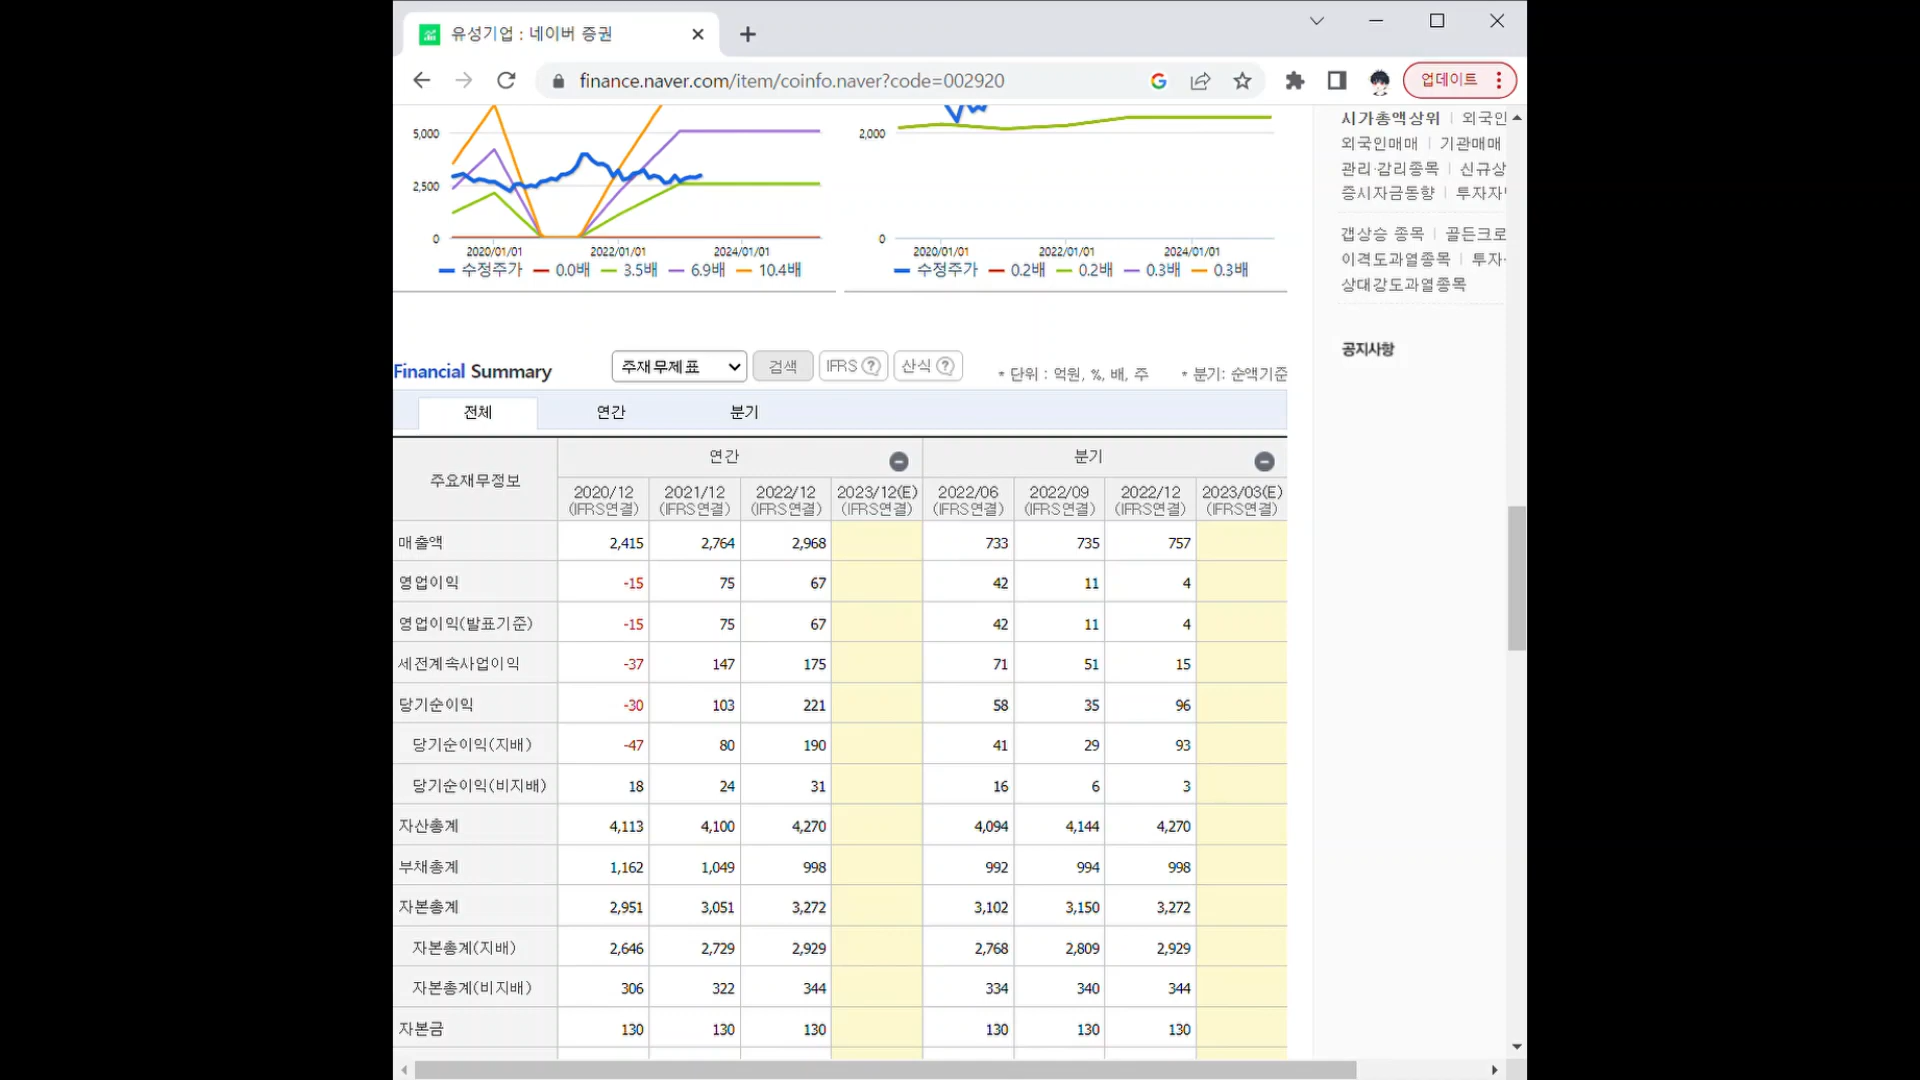 유성기업 : 네이버 증권
finance.naver.com/item/coinfo.naver?code=002920
업데이트
5,000
2,500
0
2020/01/01 2022/01/01 2024/01/01
수정주가 0.0배 3.5배 6.9배 10.4배
2,000
0
2020/01/01 2022/01/01 2024/01/01
수정주가 0.2배 0.2배 0.3배 0.3배
시가총액상위 외국인
외국인매매 기관매매
관리·감리종목 신규상
증시자금동향 투자자
갭상승 종목 골든크로
이격도과열종목 투자
상대강도과열종목
공지사항
Financial Summary 주재무제표 검색 IFRS ? 산식 ? * 단위 : 억원, %, 배, 주 * 분기: 순액기준
전체 연간 분기
주요재무정보 연간 분기
2020/12 2021/12 2022/12 2023/12(E) 2022/06 2022/09 2022/12 2023/03(E)
(IFRS연결) (IFRS연결) (IFRS연결) (IFRS연결) (IFRS연결) (IFRS연결) (IFRS연결) (IFRS연결)
매출액 2,415 2,764 2,968 733 735 757
영업이익 -15 75 67 42 11 4
영업이익(발표기준) -15 75 67 42 11 4
세전계속사업이익 -37 147 175 71 51 15
당기순이익 -30 103 221 58 35 96
당기순이익(지배) -47 80 190 41 29 93
당기순이익(비지배) 18 24 31 16 6 3
자산총계 4,113 4,100 4,270 4,094 4,144 4,270
부채총계 1,162 1,049 998 992 994 998
자본총계 2,951 3,051 3,272 3,102 3,150 3,272
자본총계(지배) 2,646 2,729 2,929 2,768 2,809 2,929
자본총계(비지배) 306 322 344 334 340 344
자본금 130 130 130 130 130 130